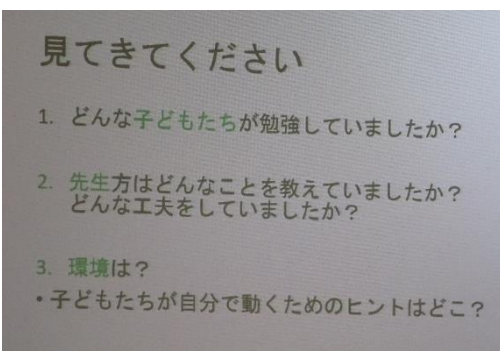 見てきてください
1. どんな子どもたちが勉強していましたか？
2. 先生方はどんなことを教えていましたか？
どんな工夫をしていましたか？
3. 環境は？
• 子どもたちが自分で動くためのヒントはどこ？